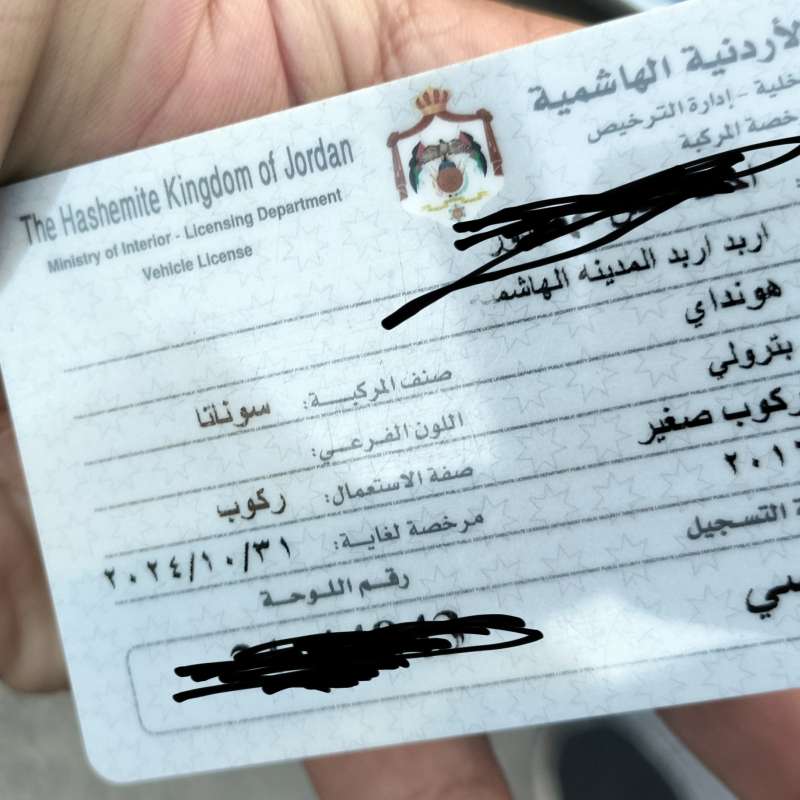 The Hashemite Kingdom of Jordan
Ministry of Interior - Licensing Department
Vehicle License
الأردنية الهاشمية
إدارة الترخيص
المركبة
اربد اربد المدينه الهاشم
هونداي
صنف المركبة: سوناتا
بترولي
اللون الفرعي:
ركوب صغير
صفة الاستعمال: ركوب
مرخصة لغاية: ٢٠٢٤/١٠/٣١
التسجيل
رقم اللوحة